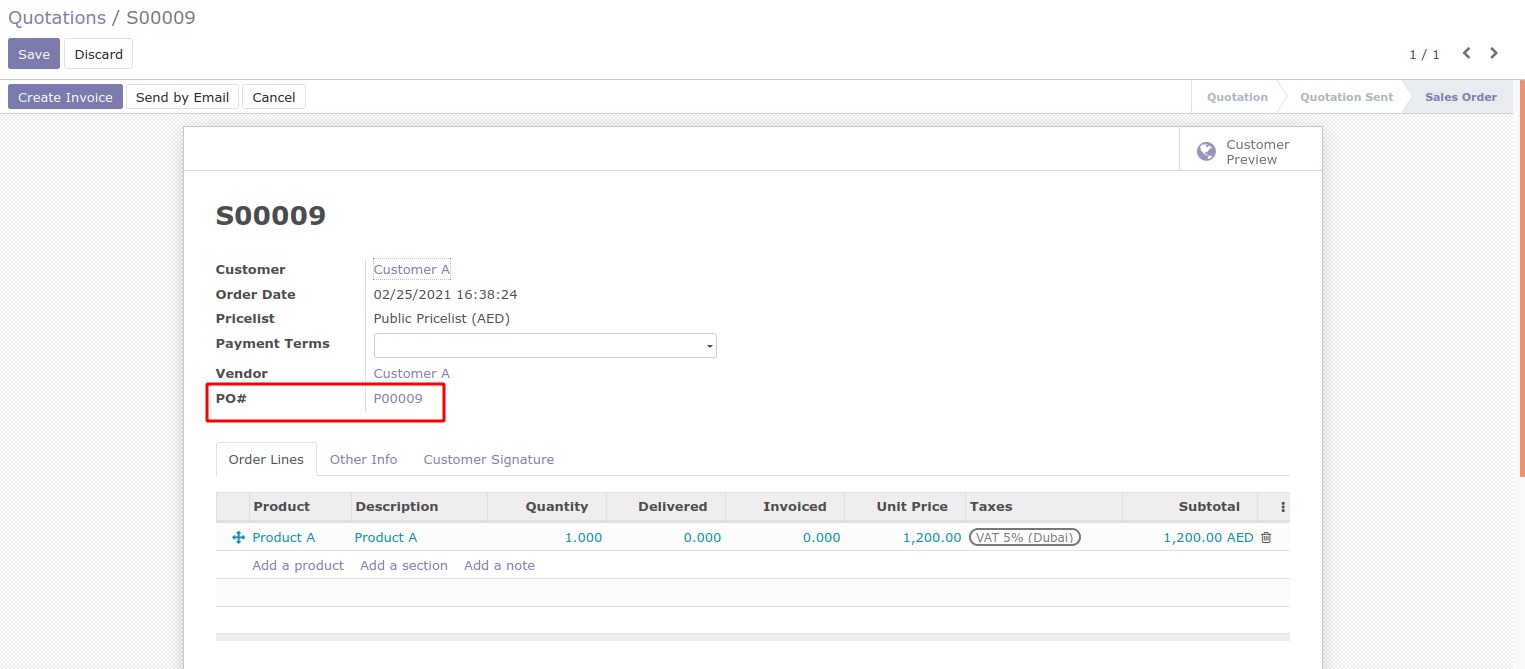 Quotations / S00009
Save Discard 1 / 1
Create Invoice Send by Email Cancel Quotation Quotation Sent Sales Order
Customer
Preview
S00009
Customer Customer A
Order Date 02/25/2021 16:38:24
Pricelist Public Pricelist (AED)
Payment Terms
Vendor Customer A
PO# P00009
Order Lines Other Info Customer Signature
Product Description Quantity Delivered Invoiced Unit Price Taxes Subtotal
Product A Product A 1.000 0.000 0.000 1,200.00 VAT 5% (Dubai) 1,200.00 AED
Add a product Add a section Add a note